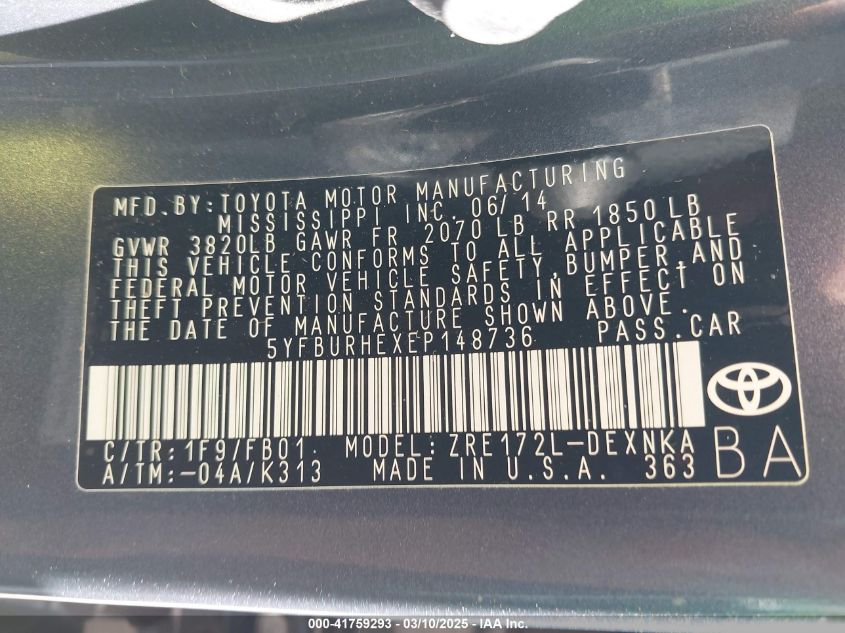 MFD. BY: TOYOTA MOTOR MANUFACTURING
MISSISSIPPI INC. 06/14
GVWR 3820LB GAWR FR 2070 LB RR 1850 LB
THIS VEHICLE CONFORMS TO ALL APPLICABLE
FEDERAL MOTOR VEHICLE SAFETY, BUMPER, AND
THEFT PREVENTION STANDARDS IN EFFECT ON
THE DATE OF MANUFACTURE SHOWN ABOVE.
5YFBURHEXEP148736 PASS.CAR
C/TR: 1F9/FB01 MODEL: ZRE172L-DEXNKA
A/TM:-04A/K313 MADE IN U.S.A. 363
BA
000-41759293 - 03/10/2025 - IAA Inc.